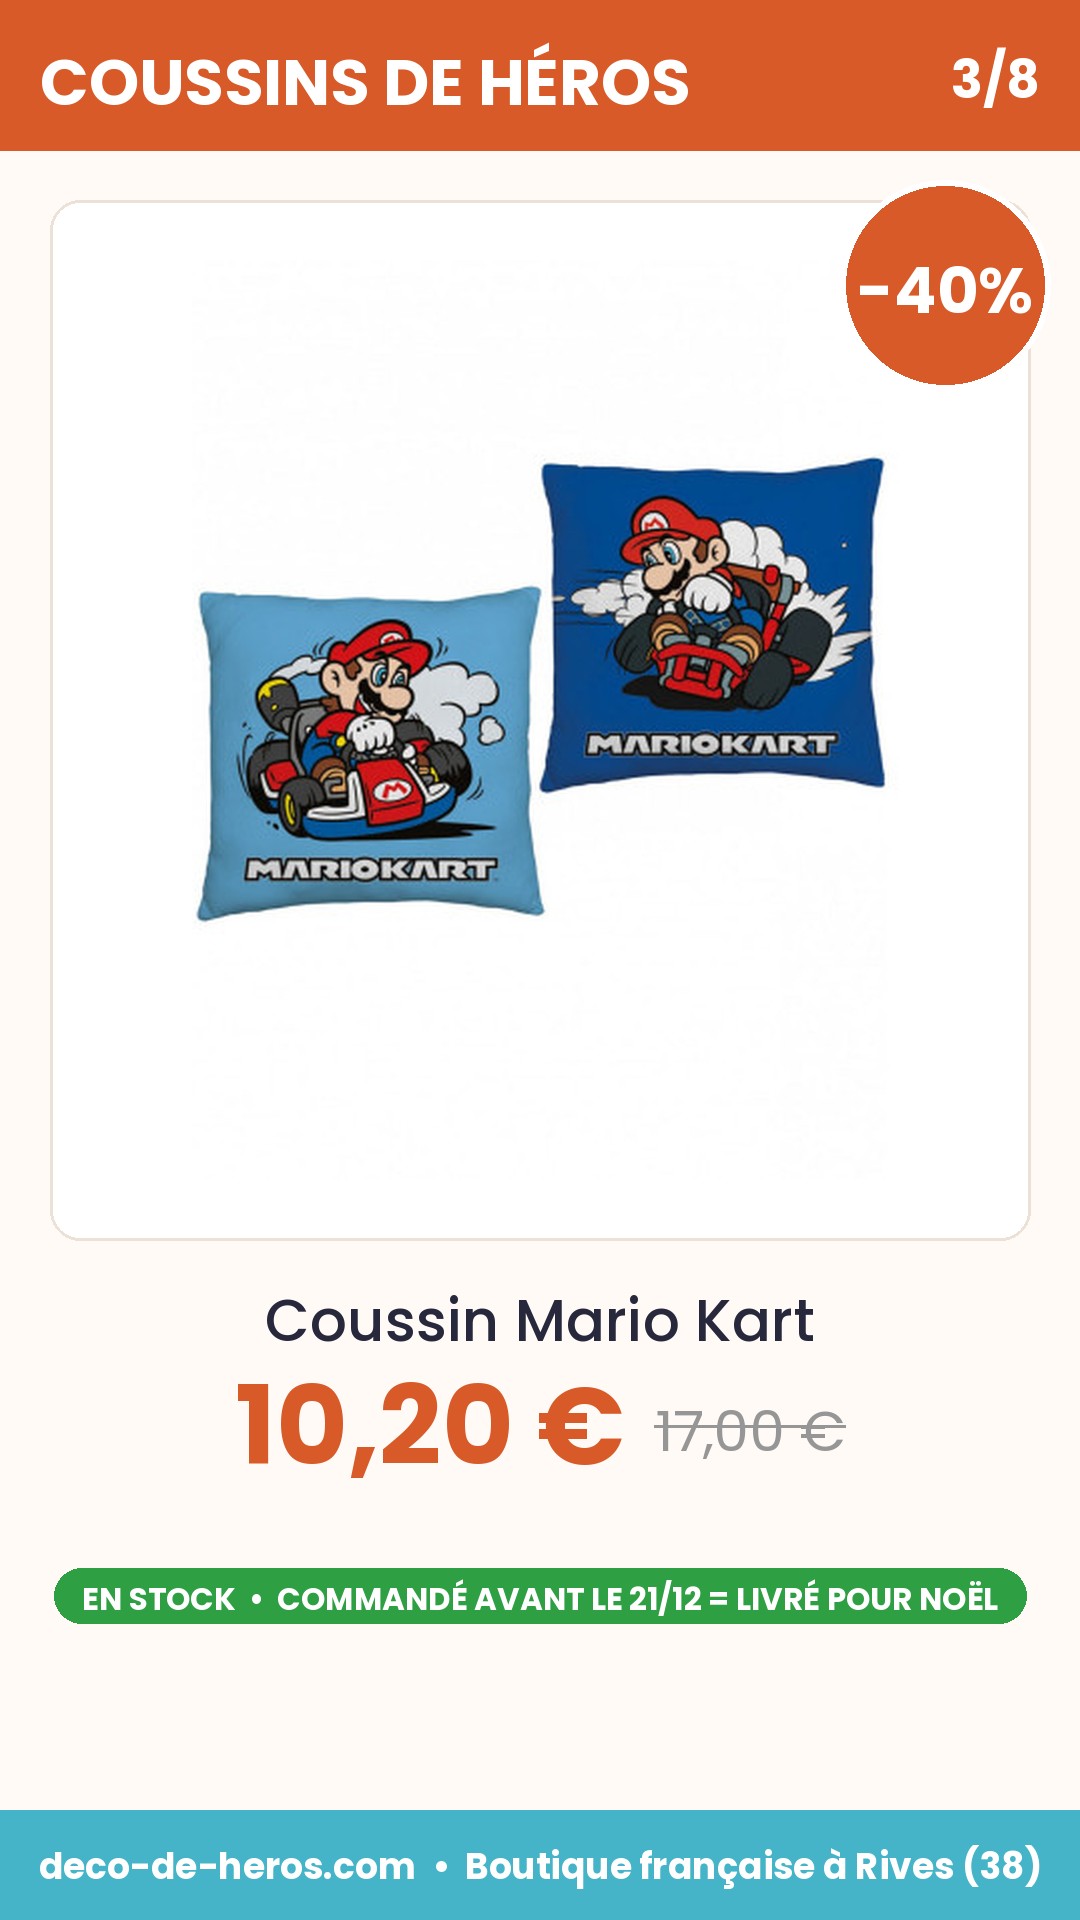 COUSSINS DE HÉROS
3/8
-40%
MARIOKART
MARIOKART
Coussin Mario Kart
10,20 € 17,00 €
EN STOCK • COMMANDÉ AVANT LE 21/12 = LIVRÉ POUR NOËL
deco-de-heros.com • Boutique française à Rives (38)